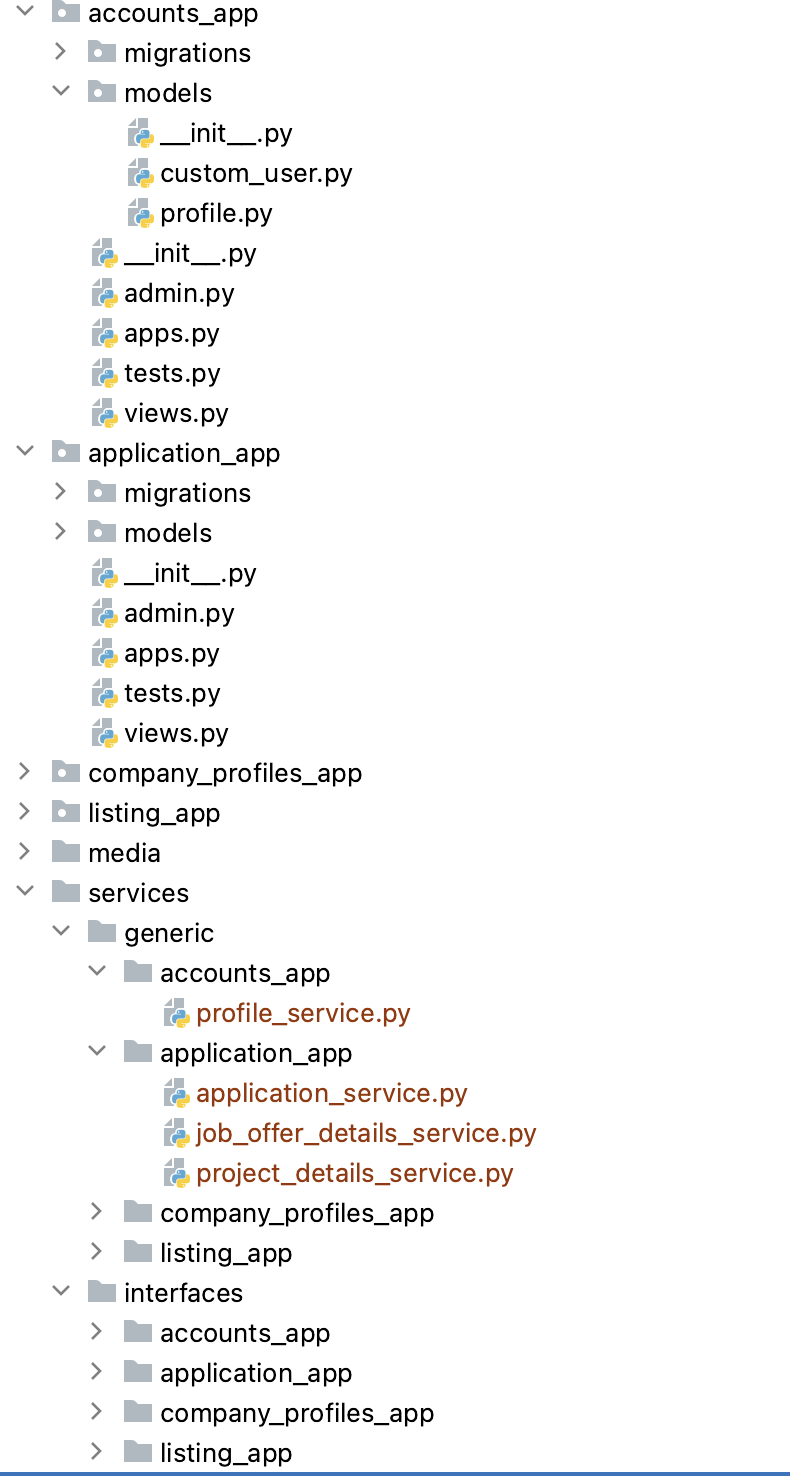 accounts_app
migrations
models
__init__.py
custom_user.py
profile.py
__init__.py
admin.py
apps.py
tests.py
views.py
application_app
migrations
models
__init__.py
admin.py
apps.py
tests.py
views.py
company_profiles_app
listing_app
media
services
generic
accounts_app
profile_service.py
application_app
application_service.py
job_offer_details_service.py
project_details_service.py
company_profiles_app
listing_app
interfaces
accounts_app
application_app
company_profiles_app
listing_app